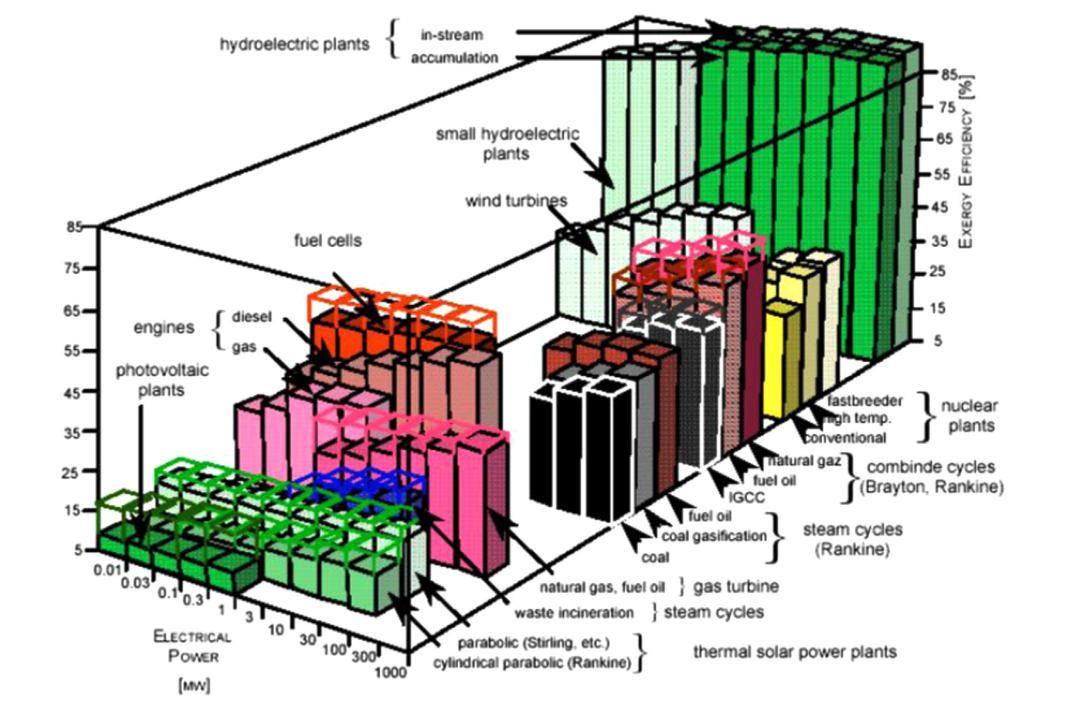 hydroelectric plants
in-stream
accumulation
small hydroelectric
plants
wind turbines
fuel cells
engines
diesel
gas
photovoltaic
plants
85
75
65
55
45
35
25
15
5
0.01
0.03
0.1
0.3
1
3
10
30
100
300
1000
ELECTRICAL
POWER
[MW]
85
75
65
55
45
35
25
15
5
EXERGY EFFICIENCY [%]
fastbreeder
high temp.
conventional
nuclear
plants
natural gaz
fuel oil
IGCC
combinde cycles
(Brayton, Rankine)
fuel oil
coal gasification
coal
steam cycles
(Rankine)
natural gas, fuel oil } gas turbine
waste incineration } steam cycles
parabolic (Stirling, etc.)
cylindrical parabolic (Rankine)
thermal solar power plants